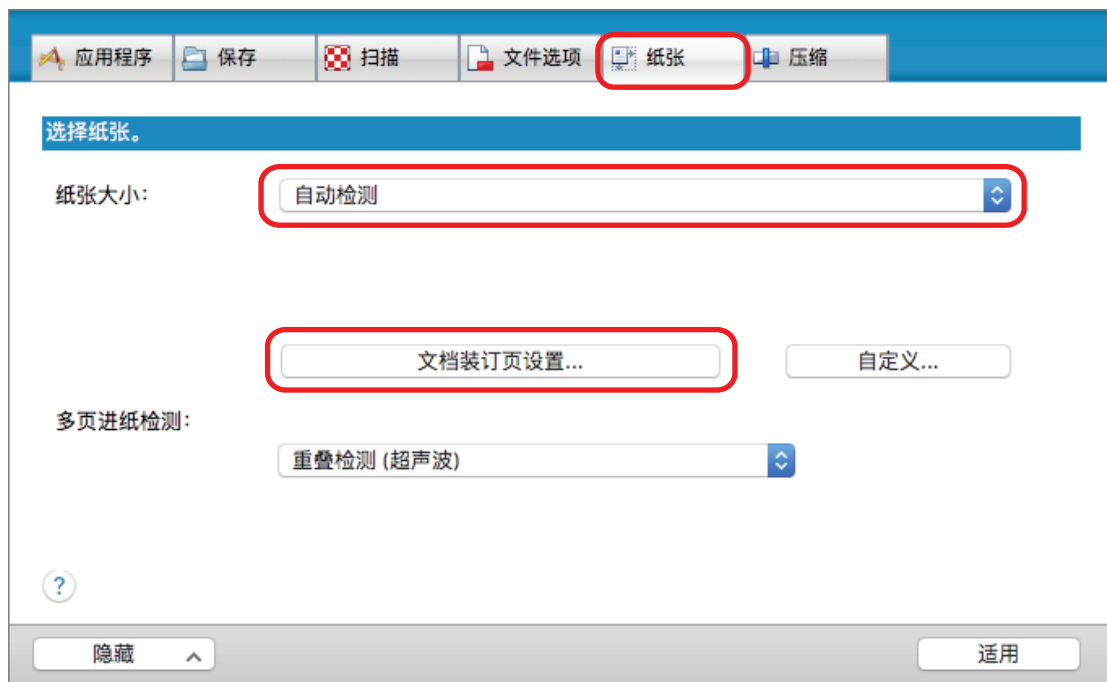 应用程序 保存 扫描 文件选项 纸张 压缩
选择纸张。
纸张大小: 自动检测
文档装订页设置... 自定义...
多页进纸检测:
重叠检测 (超声波)
?
隐藏 适用